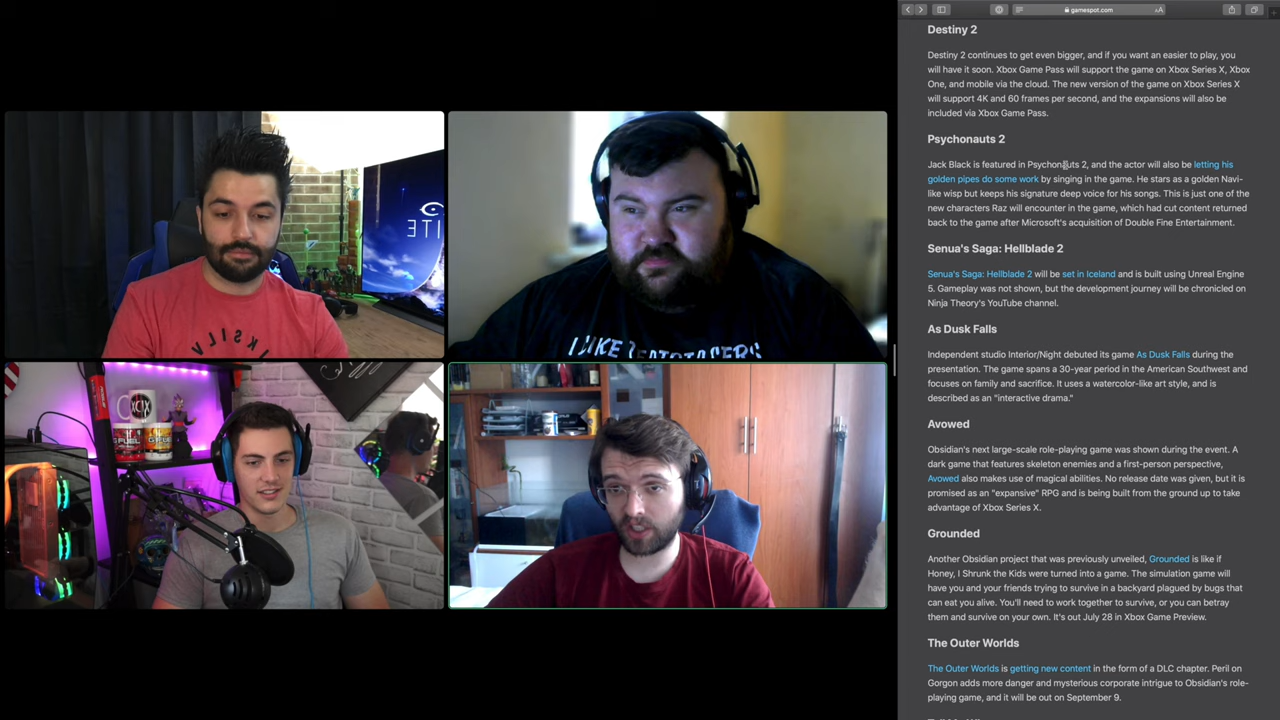 gamespot.com
AA
Destiny 2
Destiny 2 continues to get even bigger, and if you want an easier to play, you
will have it soon. Xbox Game Pass will support the game on Xbox Series X, Xbox
One, and mobile via the cloud. The new version of the game on Xbox Series X
will support 4K and 60 frames per second, and the expansions will also be
included via Xbox Game Pass.
Psychonauts 2
Jack Black is featured in Psychonauts 2, and the actor will also be letting his
golden pipes do some work by singing in the game. He stars as a golden Navi-
like wisp but keeps his signature deep voice for his songs. This is just one of the
new characters Raz will encounter in the game, which had cut content returned
back to the game after Microsoft's acquisition of Double Fine Entertainment.
Senua's Saga: Hellblade 2
Senua's Saga: Hellblade 2 will be set in Iceland and is built using Unreal Engine
5. Gameplay was not shown, but the development journey will be chronicled on
Ninja Theory's YouTube channel.
As Dusk Falls
Independent studio Interior/Night debuted its game As Dusk Falls during the
presentation. The game spans a 30-year period in the American Southwest and
focuses on family and sacrifice. It uses a watercolor-like art style, and is
described as an "interactive drama."
Avowed
Obsidian's next large-scale role-playing game was shown during the event. A
dark game that features skeleton enemies and a first-person perspective,
Avowed also makes use of magical abilities. No release date was given, but it is
promised as an "expansive" RPG and is being built from the ground up to take
advantage of Xbox Series X.
Grounded
Another Obsidian project that was previously unveiled, Grounded is like if
Honey, I Shrunk the Kids were turned into a game. The simulation game will
have you and your friends trying to survive in a backyard plagued by bugs that
can eat you alive. You'll need to work together to survive, or you can betray
them and survive on your own. It's out July 28 in Xbox Game Preview.
The Outer Worlds
The Outer Worlds is getting new content in the form of a DLC chapter. Peril on
Gorgon adds more danger and mysterious corporate intrigue to Obsidian's role-
playing game, and it will be out on September 9.